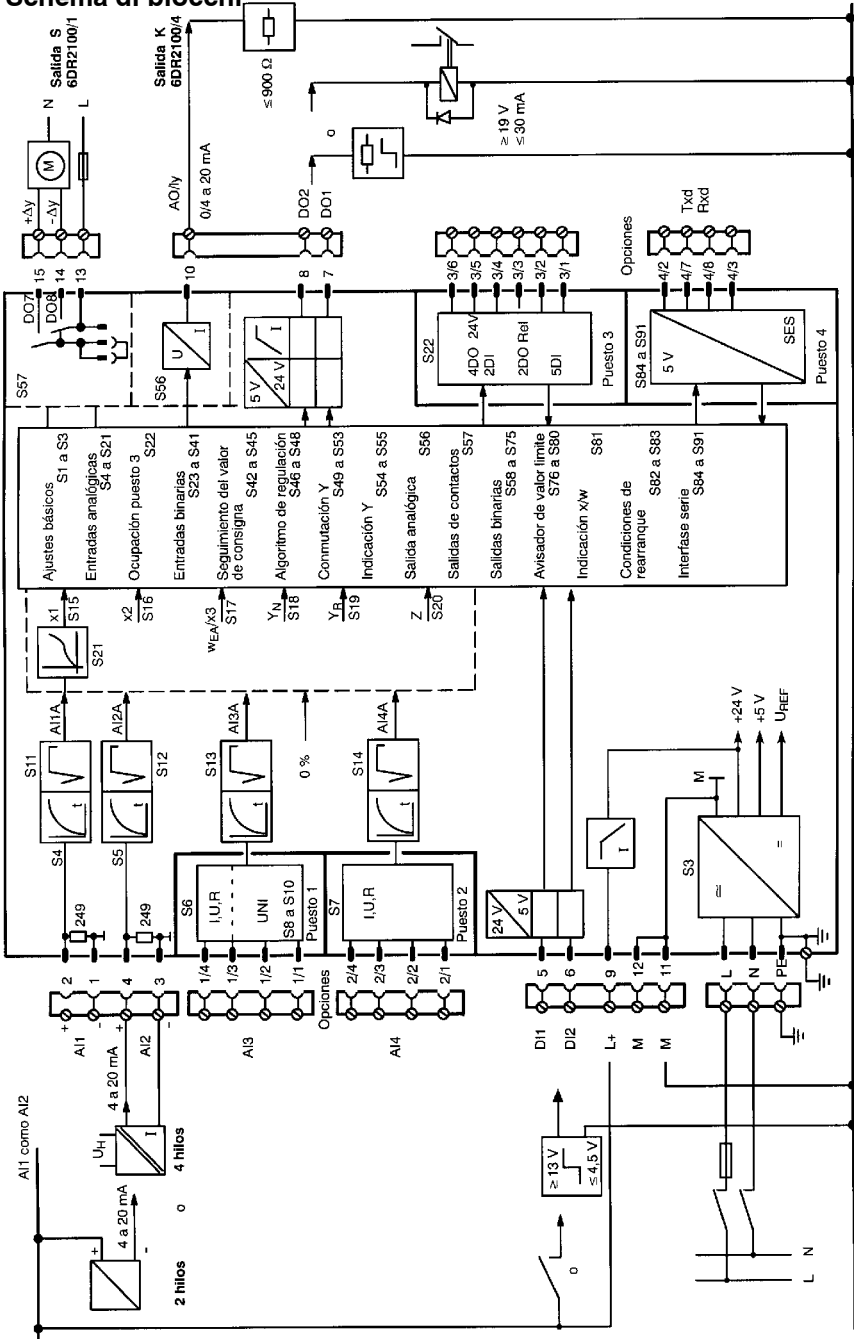 Schema di blocchi
AI1 como AI2
2 hilos
o
4 hilos
4 a 20 mA
4 a 20 mA
UH
I
+
-
+ 2
AI1
- 1
+ 4
AI2
- 3
249
249
S4
S5
t
t
S11
S12
AI1A
AI2A
S21
AI3
1/4
1/3
1/2
1/1
Opciones
S6
I,U,R
UNI
S8 a S10
Puesto 1
t
S13
AI3A
0 %
AI4
2/4
2/3
2/2
2/1
S7
I,U,R
Puesto 2
t
S14
AI4A
x1
S15
x2
S16
wEA/x3
S17
YN
S18
YR
S19
Z
S20
Ajustes básicos
S1 a S3
Entradas analógicas
S4 a S21
Ocupación puesto 3
S22
Entradas binarias
S23 a S41
Seguimiento del valor
de consigna S42 a S45
Algoritmo de regulación
S46 a S48
Conmutación Y
S49 a S53
Indicación Y
S54 a S55
Salida analógica
S56
Salidas de contactos
S57
Salidas binarias
S58 a S75
Avisador de valor límite
S76 a S80
Indicación x/w
S81
Condiciones de
rearranque
S82 a S83
Interfase serie
S84 a S91
o
≥ 13 V
≤ 4,5 V
DI1 5
DI2 6
L+ 9
M 12
M 11
24 V
5 V
I
M
S3
≅
=
+24 V
+5 V
UREF
L
N
PE
L
N
S57
DO7 15 +Δy
DO8 14 -Δy
13
M
N
L
Salida S
6DR2100/1
S56
U
I
10
AO/Iy
0/4 a 20 mA
Salida K
6DR2100/4
≤ 900 Ω
5 V
24 V
I
8 DO2
7 DO1
o
≥ 19 V
≤ 30 mA
S22
4DO 24V
2DI
2DO Rel
5DI
Puesto 3
3/6
3/5
3/4
3/3
3/2
3/1
Opciones
S84 a S91
5 V
SES
Puesto 4
4/2
4/7 Txd
4/8 Rxd
4/3